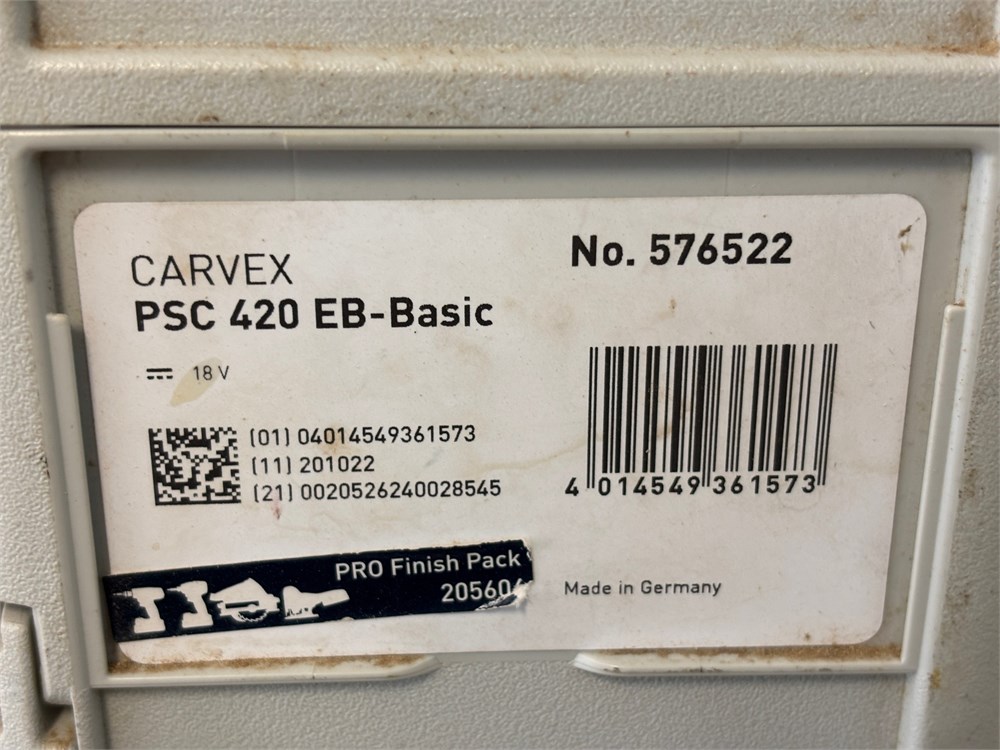 CARVEX
PSC 420 EB-Basic
No. 576522
18 V
(01) 04014549361573
(11) 201022
(21) 0020526240028545
4 014549 361573
PRO Finish Pack
Made in Germany